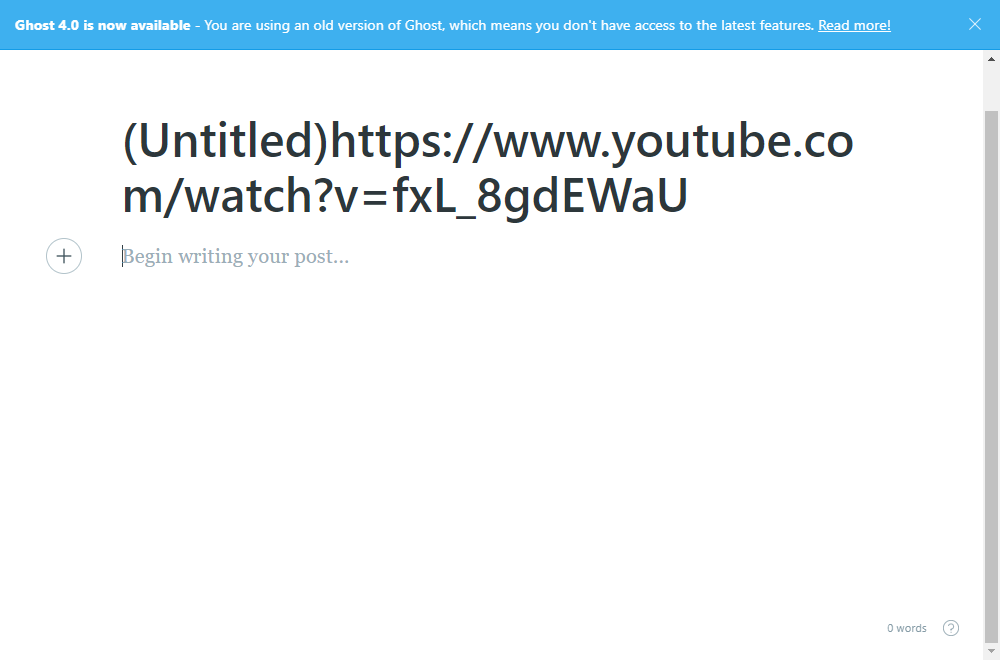 Ghost 4.0 is now available - You are using an old version of Ghost, which means you don't have access to the latest features. Read more!
(Untitled)https://www.youtube.co
m/watch?v=fxL_8gdEWaU
Begin writing your post...
0 words
?